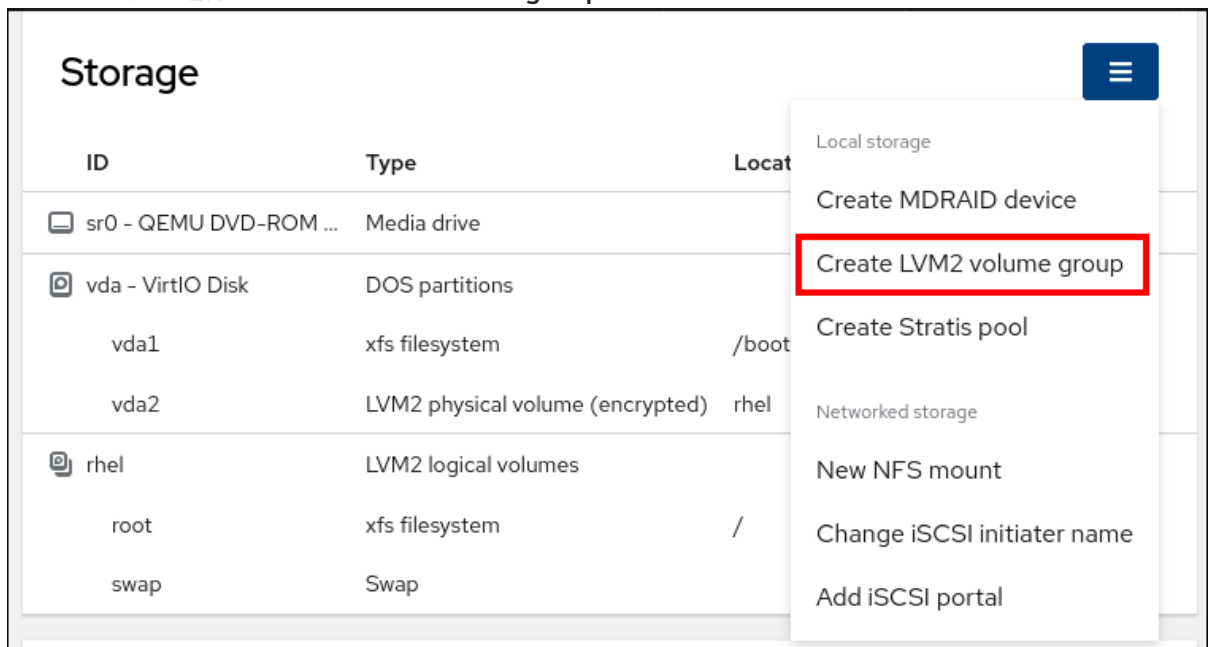 Storage
ID Type Locat
sr0 - QEMU DVD-ROM ... Media drive
vda - VirtIO Disk DOS partitions
vda1 xfs filesystem /boot
vda2 LVM2 physical volume (encrypted) rhel
rhel LVM2 logical volumes
root xfs filesystem /
swap Swap
Local storage
Create MDRAID device
Create LVM2 volume group
Create Stratis pool
Networked storage
New NFS mount
Change iSCSI initiater name
Add iSCSI portal